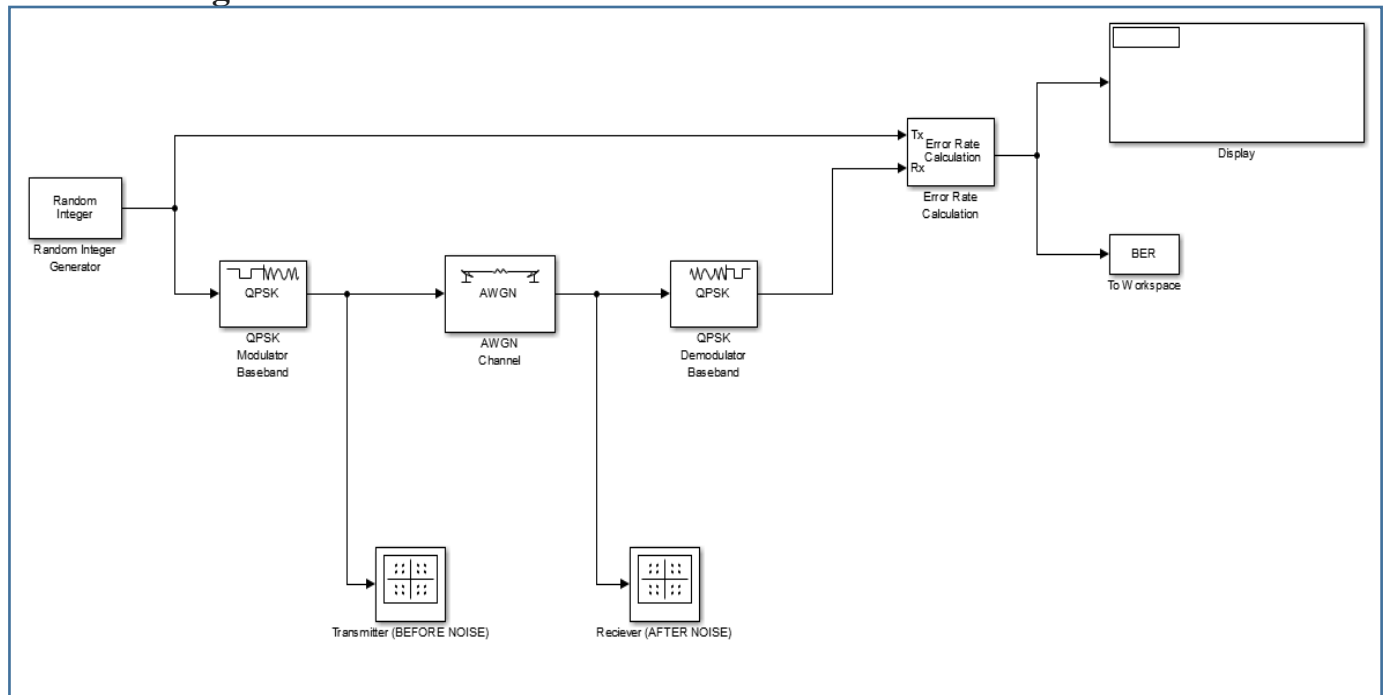 Display
Tx
Error Rate
Calculation
Rx
Error Rate
Calculation
Random
Integer
Random Integer
Generator
BER
To Workspace
QPSK
QPSK
Modulator
Baseband
AWGN
AWGN
Channel
QPSK
QPSK
Demodulator
Baseband
Transmitter (BEFORE NOISE)
Reciever (AFTER NOISE)